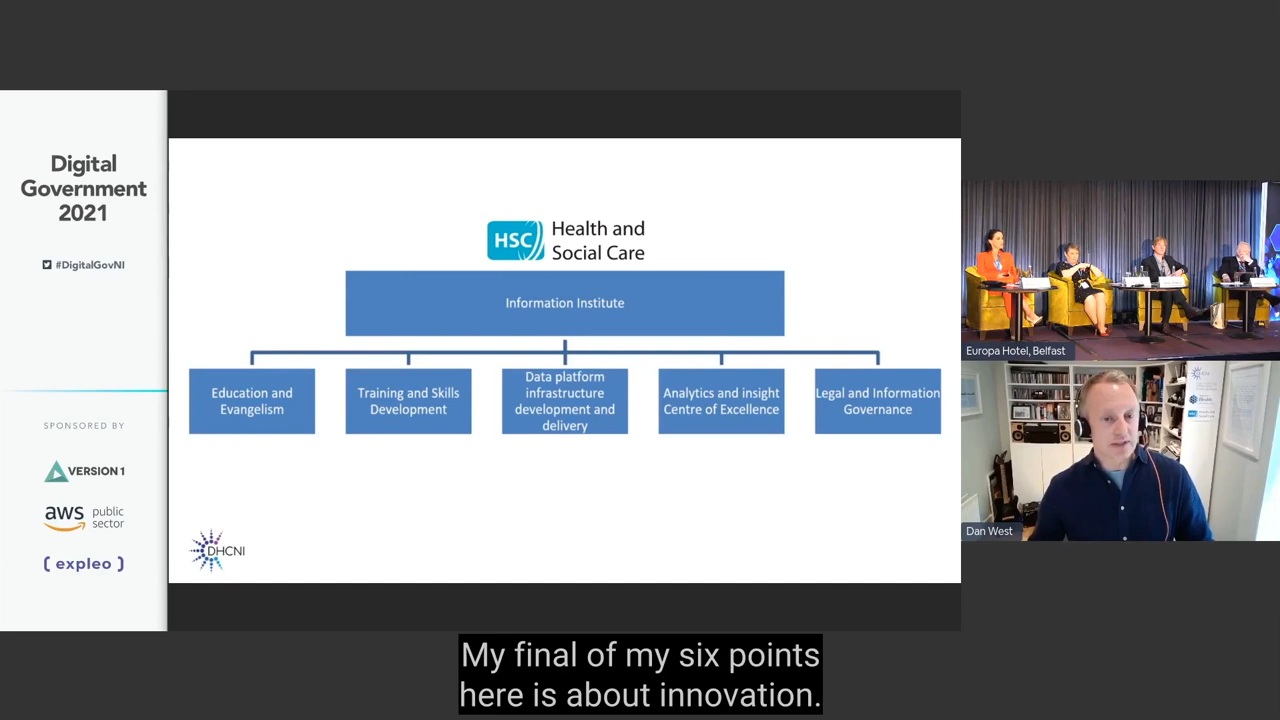 Digital
Government
2021
#DigitalGovNI
SPONSORED BY
VERSION 1
aws public
sector
[ expleo ]
HSC Health and
Social Care
Information Institute
Education and
Evangelism
Training and Skills
Development
Data platform
infrastructure
development and
delivery
Analytics and insight
Centre of Excellence
Legal and Information
Governance
DHCNI
Europa Hotel, Belfast
Dan West
My final of my six points
here is about innovation.